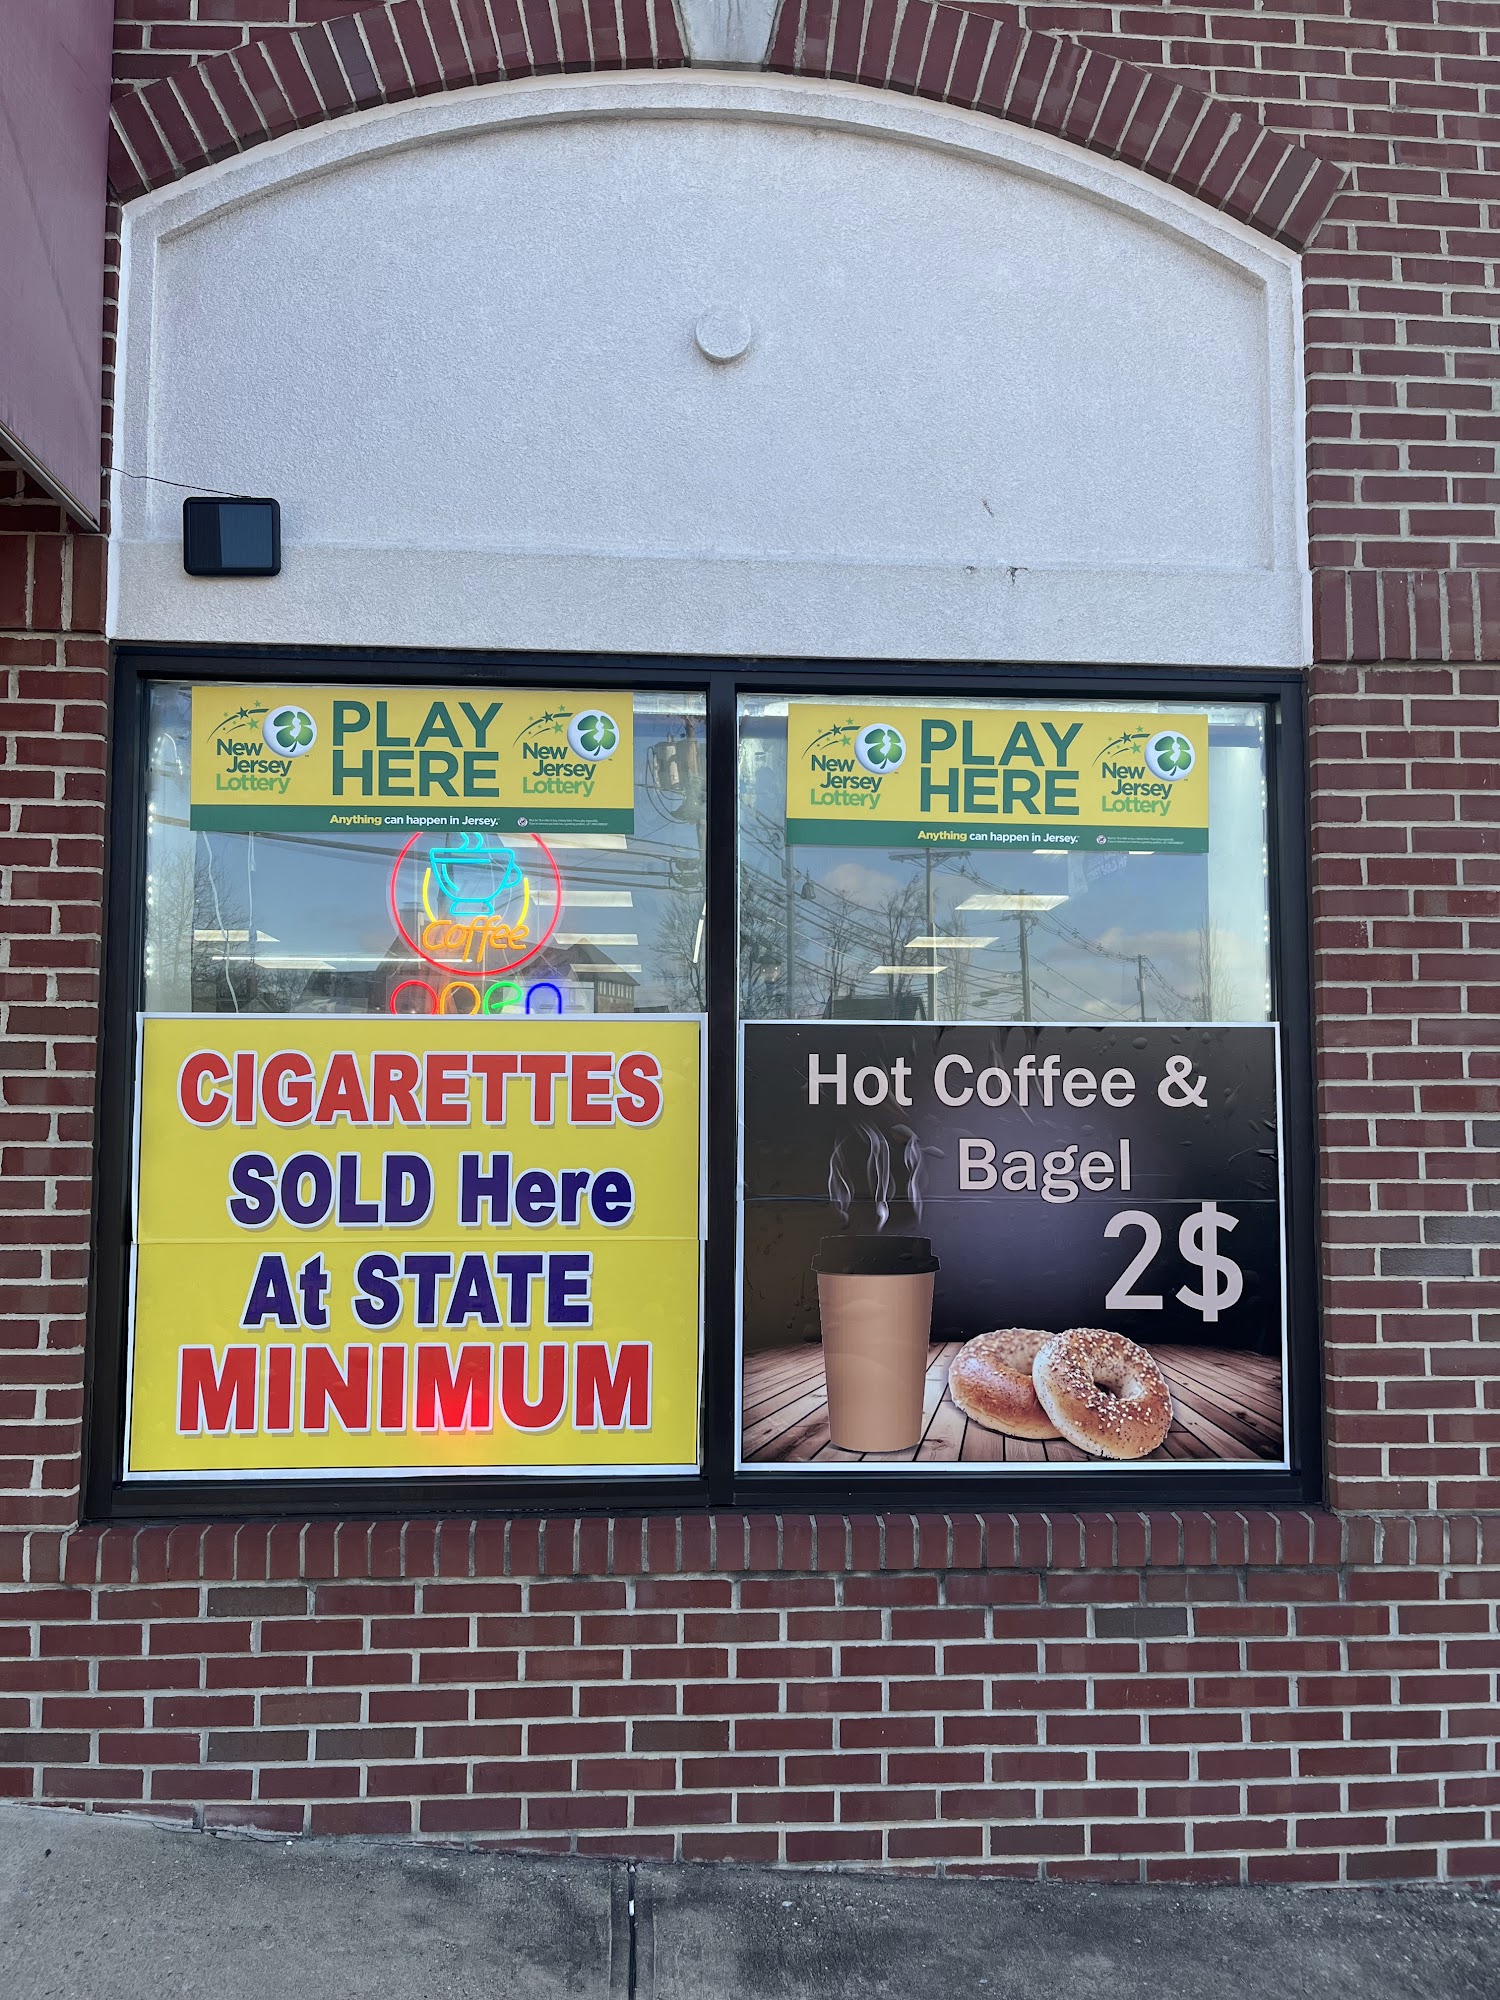 New
Jersey
Lottery
PLAY
HERE
New
Jersey
Lottery
Anything can happen in Jersey.
New
Jersey
Lottery
PLAY
HERE
New
Jersey
Lottery
Anything can happen in Jersey.
coffee
open
CIGARETTES
SOLD Here
At STATE
MINIMUM
Hot Coffee &
Bagel
2$